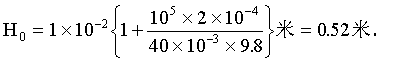 H₀ = 1×10⁻²{1+\frac{10⁵×2×10⁻⁴}{40×10⁻³×9.8}}米 = 0.52米.